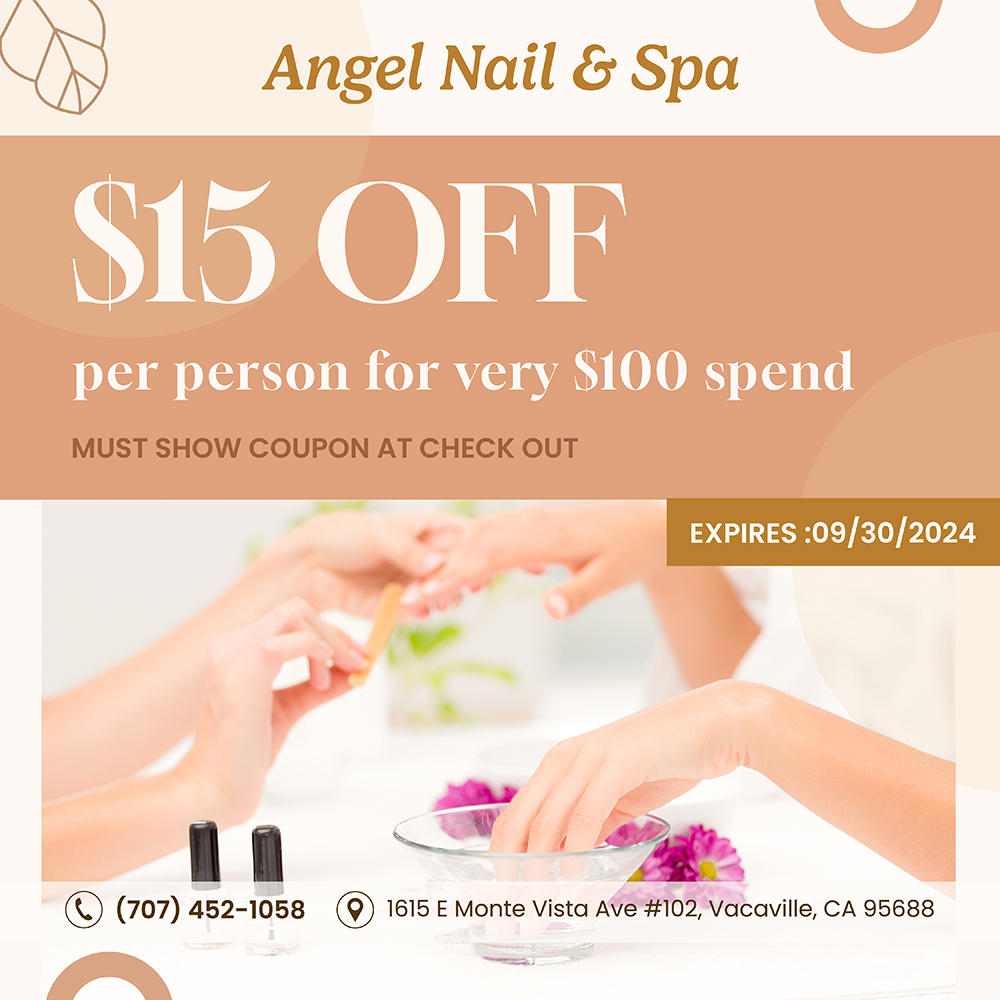 Angel Nail & Spa
$15 OFF
per person for very $100 spend
MUST SHOW COUPON AT CHECK OUT
EXPIRES :09/30/2024
(707) 452-1058
1615 E Monte Vista Ave #102, Vacaville, CA 95688